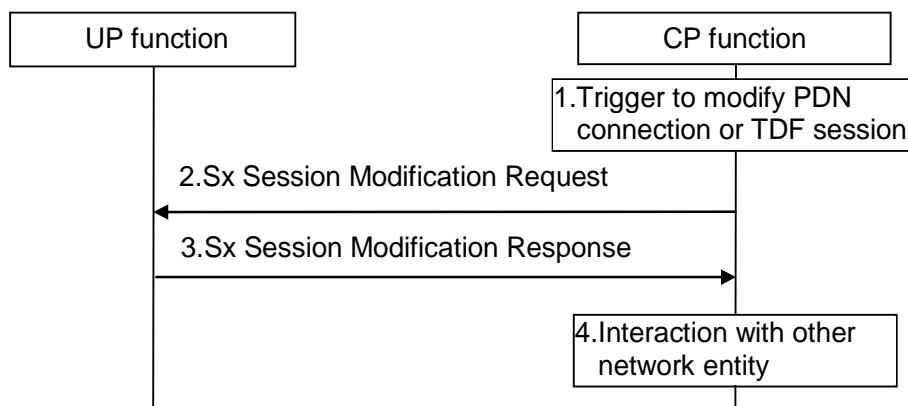 UP function
CP function
1.Trigger to modify PDN
connection or TDF session
2.Sx Session Modification Request
3.Sx Session Modification Response
4.Interaction with other
network entity